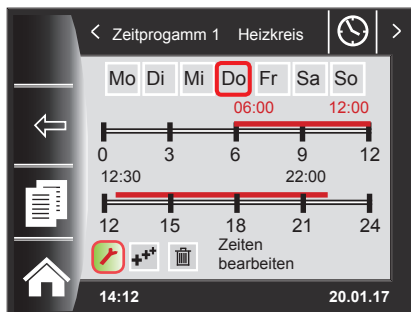 < Zeitprogamm 1 Heizkreis >
Mo Di Mi Do Fr Sa So
06:00 12:00
0 3 6 9 12
12:30 22:00
12 15 18 21 24
+++ Zeiten
bearbeiten
14:12 20.01.17